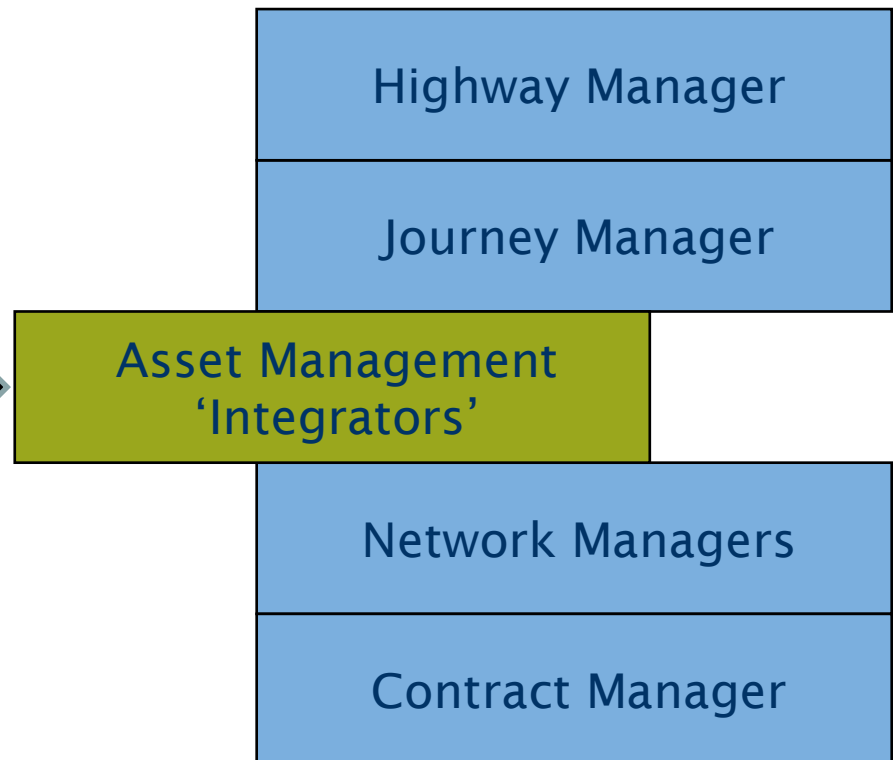 Highway Manager
Journey Manager
Asset Management
‘Integrators’
Network Managers
Contract Manager